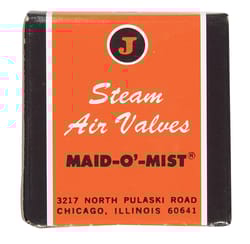 J
Steam
Air Valves
MAID-O'-MIST®
3217 NORTH PULASKI ROAD
CHICAGO, ILLINOIS 60641